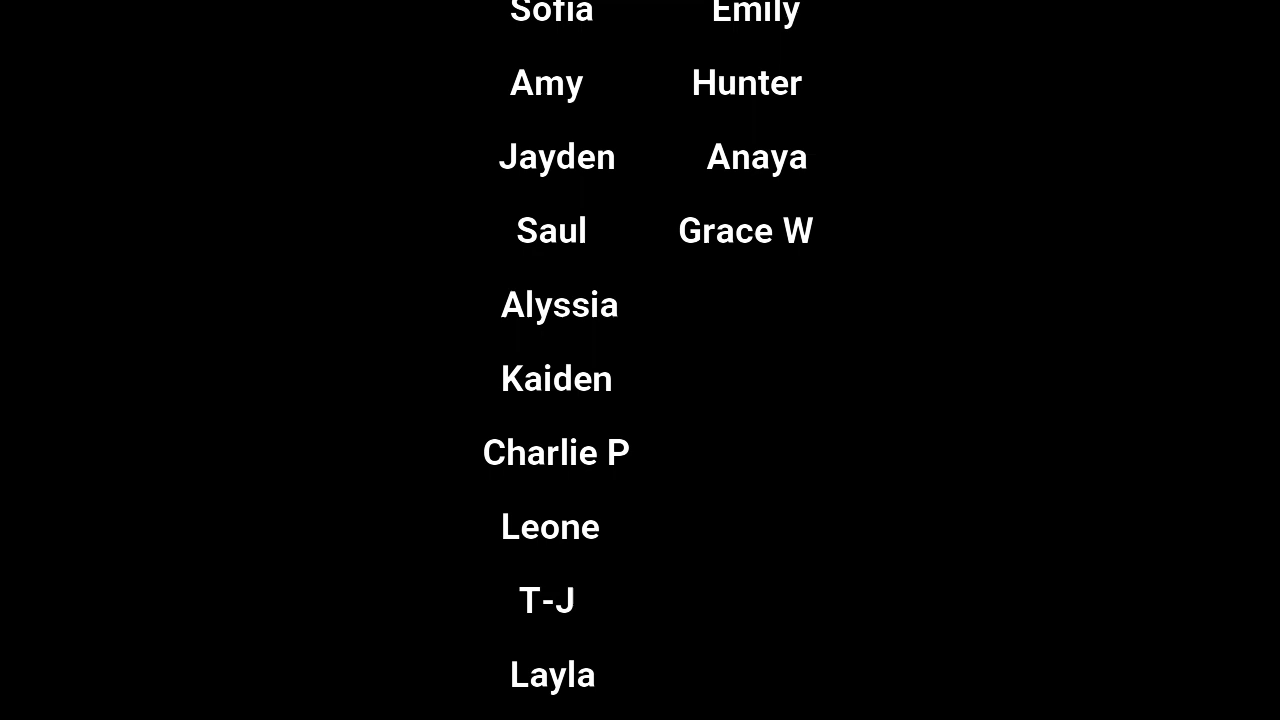 Sofia Emily
Amy Hunter
Jayden Anaya
Saul Grace W
Alyssia
Kaiden
Charlie P
Leone
T-J
Layla